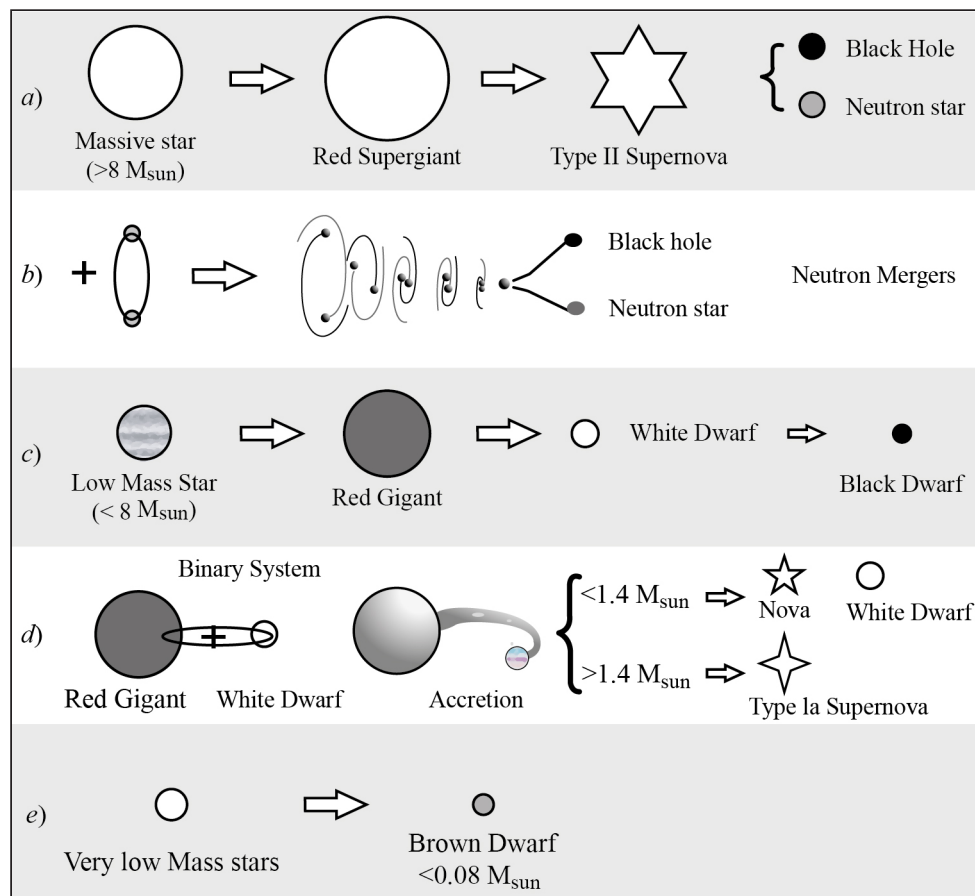 a)
Massive star
(>8 Msun)
Red Supergiant
Type II Supernova
Black Hole
Neutron star
b)
+
Black hole
Neutron star
Neutron Mergers
c)
Low Mass Star
(< 8 Msun)
Red Gigant
White Dwarf
Black Dwarf
d)
Binary System
+
Red Gigant
White Dwarf
Accretion
<1.4 Msun
Nova
White Dwarf
>1.4 Msun
Type la Supernova
e)
Very low Mass stars
Brown Dwarf
<0.08 Msun